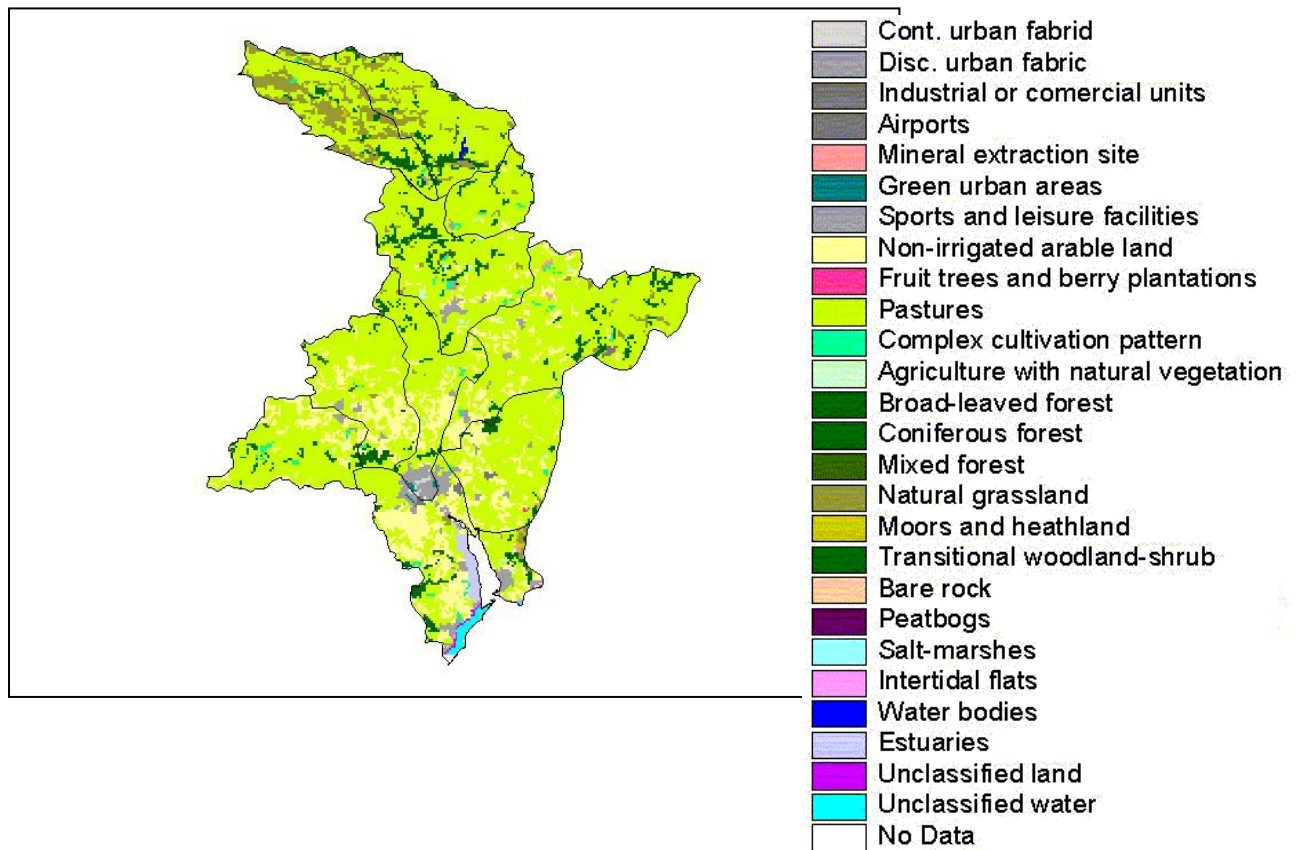 Cont. urban fabrid
Disc. urban fabric
Industrial or comercial units
Airports
Mineral extraction site
Green urban areas
Sports and leisure facilities
Non-irrigated arable land
Fruit trees and berry plantations
Pastures
Complex cultivation pattern
Agriculture with natural vegetation
Broad-leaved forest
Coniferous forest
Mixed forest
Natural grassland
Moors and heathland
Transitional woodland-shrub
Bare rock
Peatbogs
Salt-marshes
Intertidal flats
Water bodies
Estuaries
Unclassified land
Unclassified water
No Data